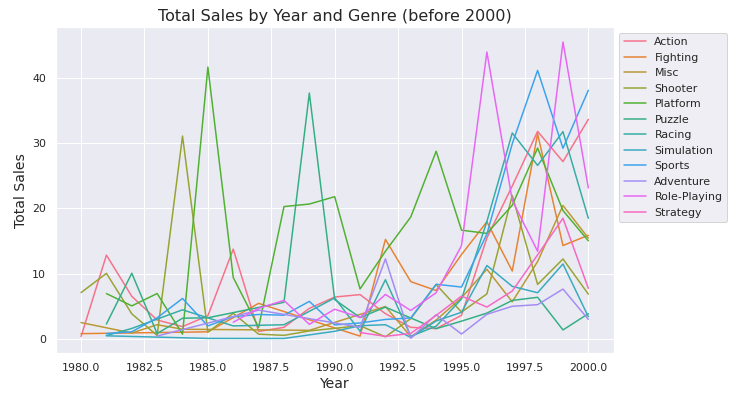 Total Sales by Year and Genre (before 2000)
Total Sales
40
30
20
10
0
1980.0 1982.5 1985.0 1987.5 1990.0 1992.5 1995.0 1997.5 2000.0
Year
Action
Fighting
Misc
Shooter
Platform
Puzzle
Racing
Simulation
Sports
Adventure
Role-Playing
Strategy